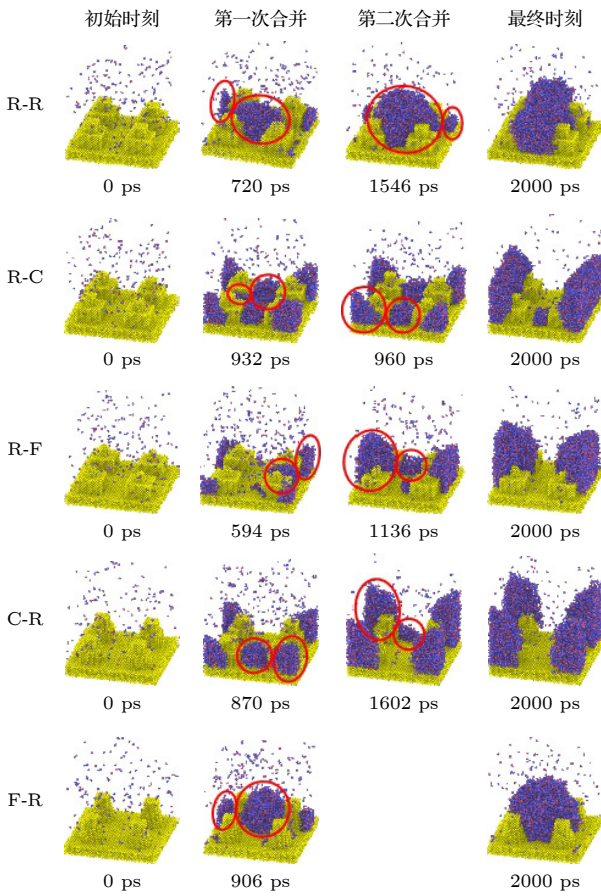 初始时刻 第一次合并 第二次合并 最终时刻
R-R
0 ps 720 ps 1546 ps 2000 ps
R-C
0 ps 932 ps 960 ps 2000 ps
R-F
0 ps 594 ps 1136 ps 2000 ps
C-R
0 ps 870 ps 1602 ps 2000 ps
F-R
0 ps 906 ps 2000 ps